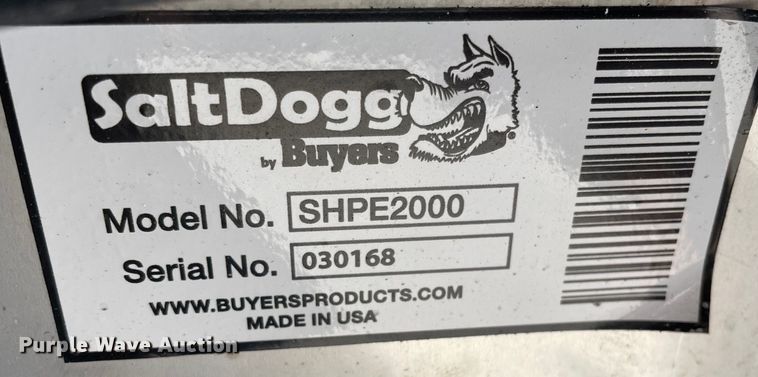 SaltDogg
by Buyers
®
Model No. SHPE2000
Serial No. 030168
WWW.BUYERSPRODUCTS.COM
MADE IN USA
Purple Wave Auction